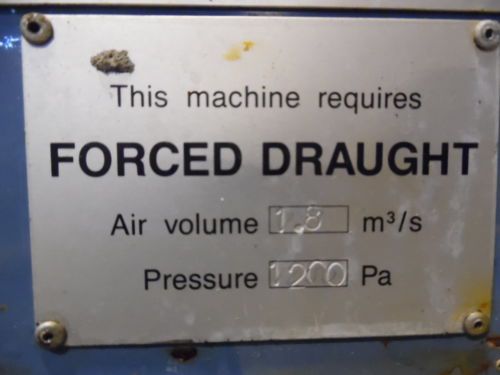 This machine requires
FORCED DRAUGHT
Air volume 1.8 m³/s
Pressure 1200 Pa